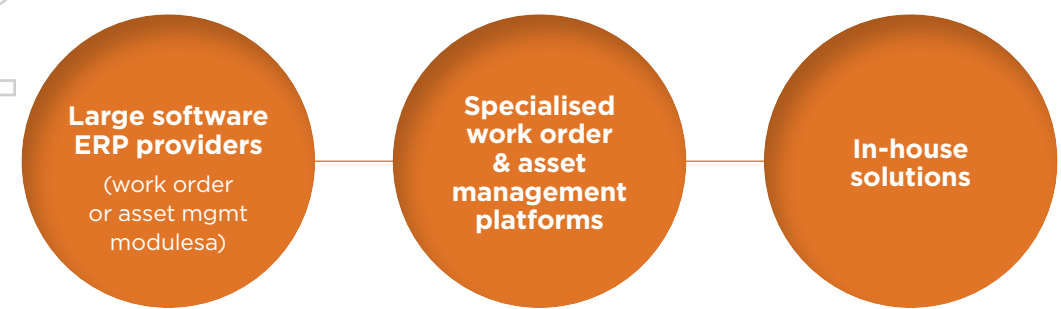 Large software
ERP providers
(work order
or asset mgmt
modulesa)
Specialised
work order
& asset
management
platforms
In-house
solutions